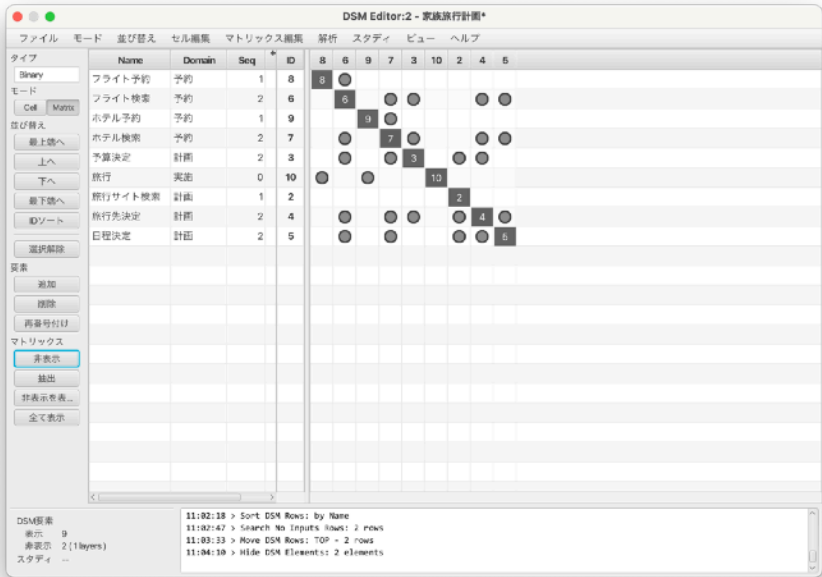 DSM Editor:2 - 家族旅行計画*
ファイル モード 並び替え セル編集 マトリックス編集 解析 スタディ ビュー ヘルプ
タイプ
Binary
モード
Cell Matrix
並び替え
最上端へ
上へ
下へ
最下端へ
IDソート
選択解除
要素
追加
削除
再番号付け
マトリックス
非表示
抽出
非表示を表...
全て表示
Name Domain Seq ID 8 6 9 7 3 10 2 4 5
フライト予約 予約 1 8 8
フライト検索 予約 2 6 6
ホテル予約 予約 1 9 9
ホテル検索 予約 2 7 7
予算決定 計画 2 3 3
旅行 実施 0 10 10
旅行サイト検索 計画 1 2 2
旅行先決定 計画 2 4 4
日程決定 計画 2 5 5
DSM要素
表示 9
非表示 2 ( 1 layers )
スタディ --
11:02:18 > Sort DSM Rows: by Name
11:02:47 > Search No Inputs Rows: 2 rows
11:03:33 > Move DSM Rows: TOP - 2 rows
11:04:10 > Hide DSM Elements: 2 elements